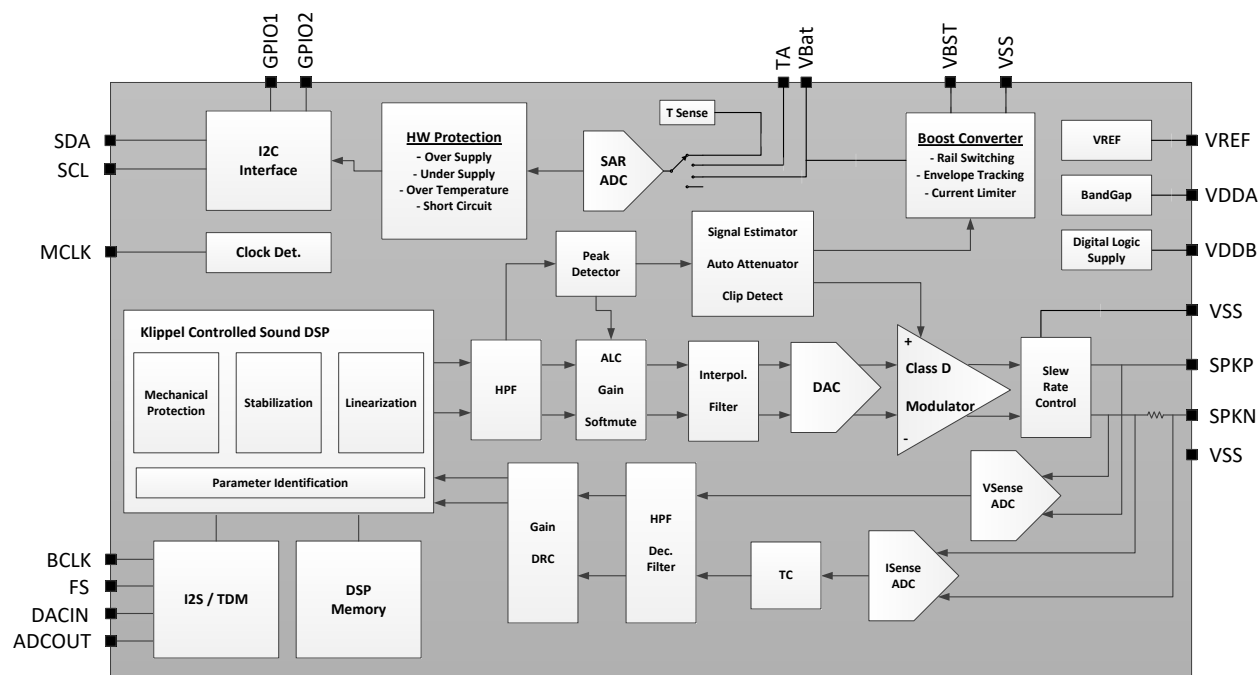 GPIO1
GPIO2
TA
VBat
VBST
VSS
SDA
SCL
MCLK
I2C
Interface
Clock Det.
HW Protection
- Over Supply
- Under Supply
- Over Temperature
- Short Circuit
SAR
ADC
T Sense
Boost Converter
- Rail Switching
- Envelope Tracking
- Current Limiter
VREF
BandGap
Digital Logic
Supply
VREF
VDDA
VDDB
VSS
SPKP
SPKN
VSS
Peak
Detector
Signal Estimator
Auto Attenuator
Clip Detect
Klippel Controlled Sound DSP
Mechanical
Protection
Stabilization
Linearization
Parameter Identification
HPF
ALC
Gain
Softmute
Interpol.
Filter
DAC
+
Class D
Modulator
-
Slew
Rate
Control
VSense
ADC
ISense
ADC
TC
HPF
Dec.
Filter
Gain
DRC
BCLK
FS
DACIN
ADCOUT
I2S / TDM
DSP
Memory